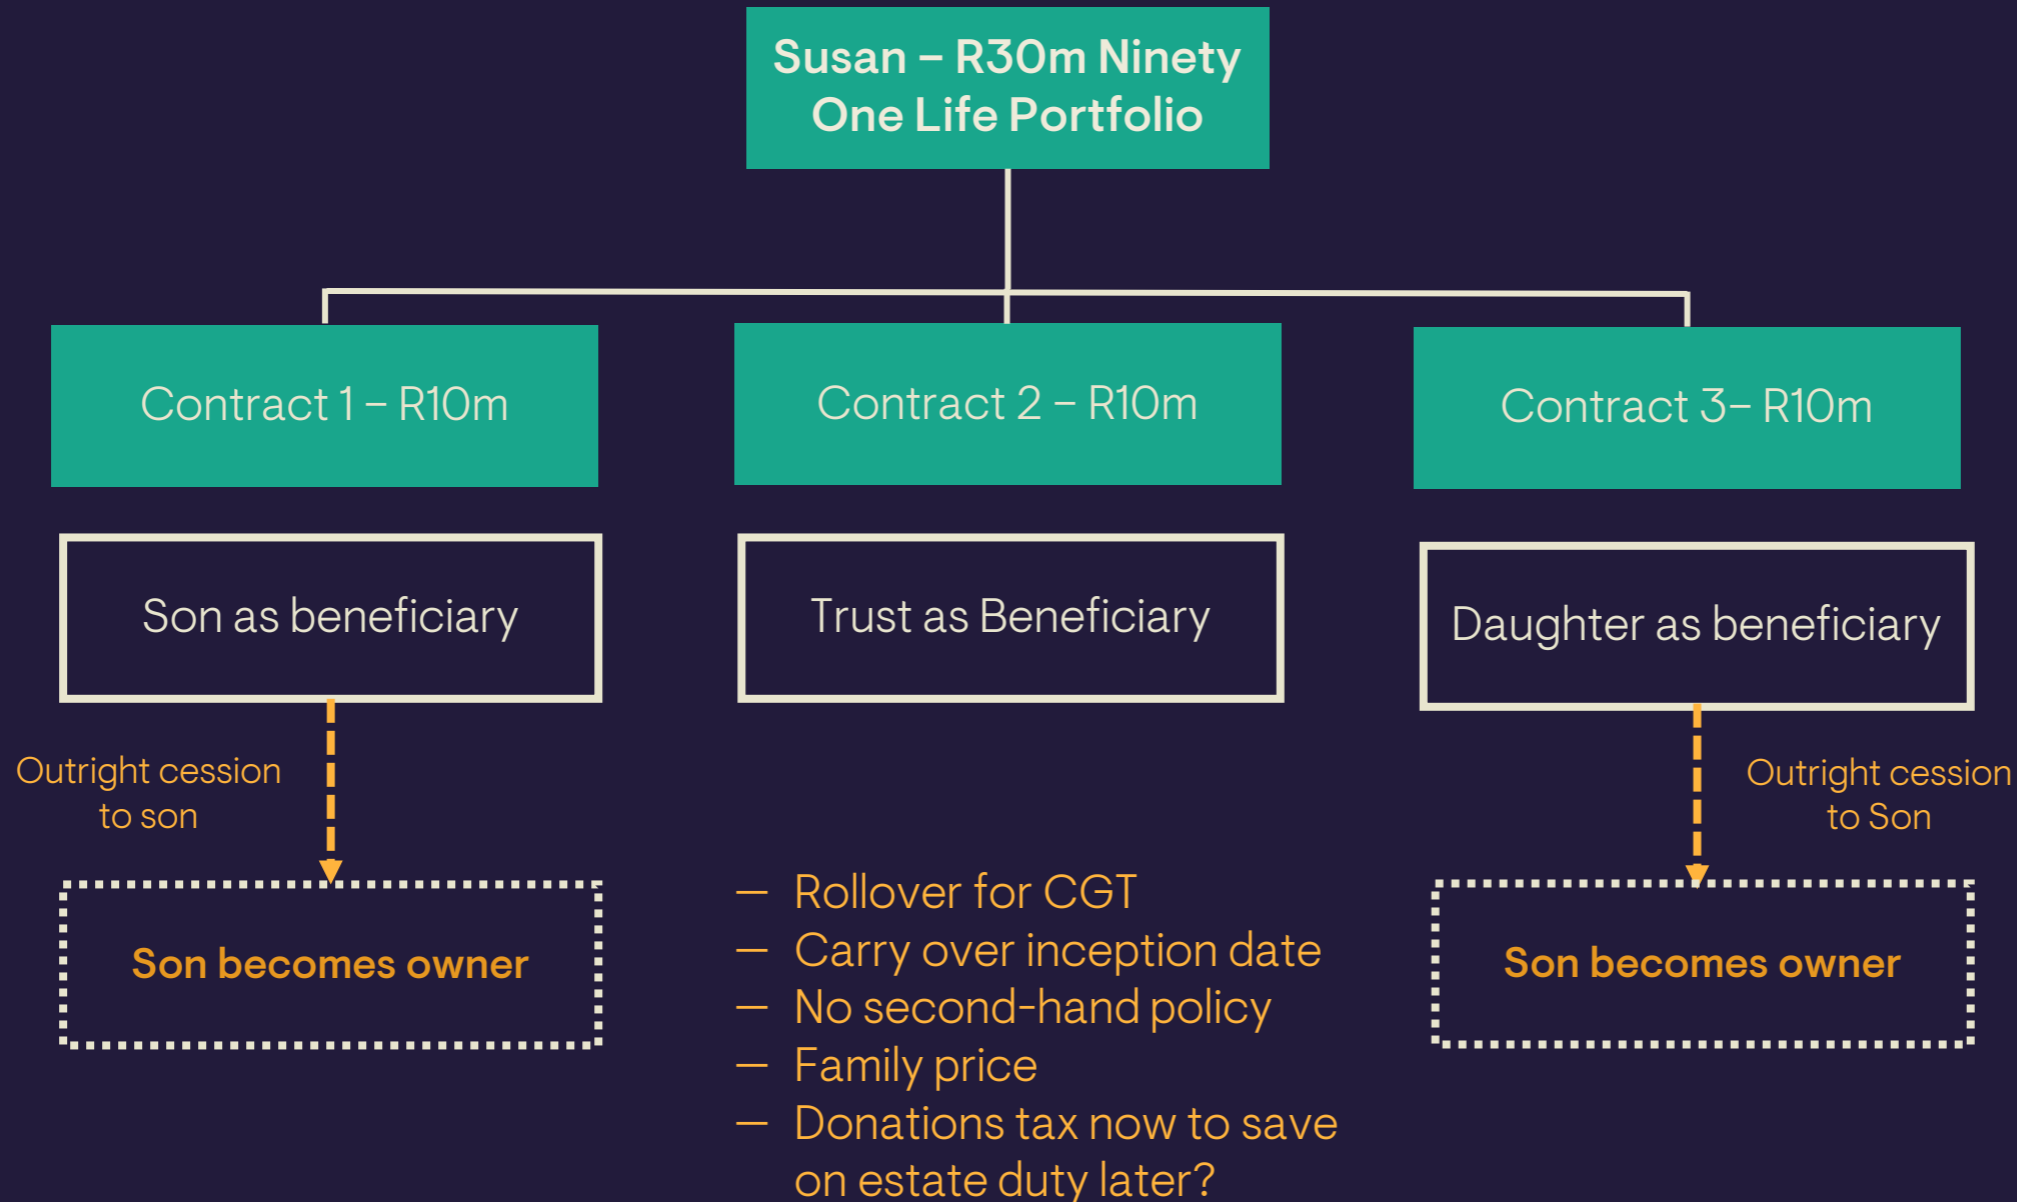 Susan – R30m Ninety
One Life Portfolio
Contract 1 – R10m
Contract 2 – R10m
Contract 3– R10m
Son as beneficiary
Trust as Beneficiary
Daughter as beneficiary
Outright cession
to son
Outright cession
to Son
Son becomes owner
– Rollover for CGT
– Carry over inception date
– No second-hand policy
– Family price
– Donations tax now to save
on estate duty later?
Son becomes owner